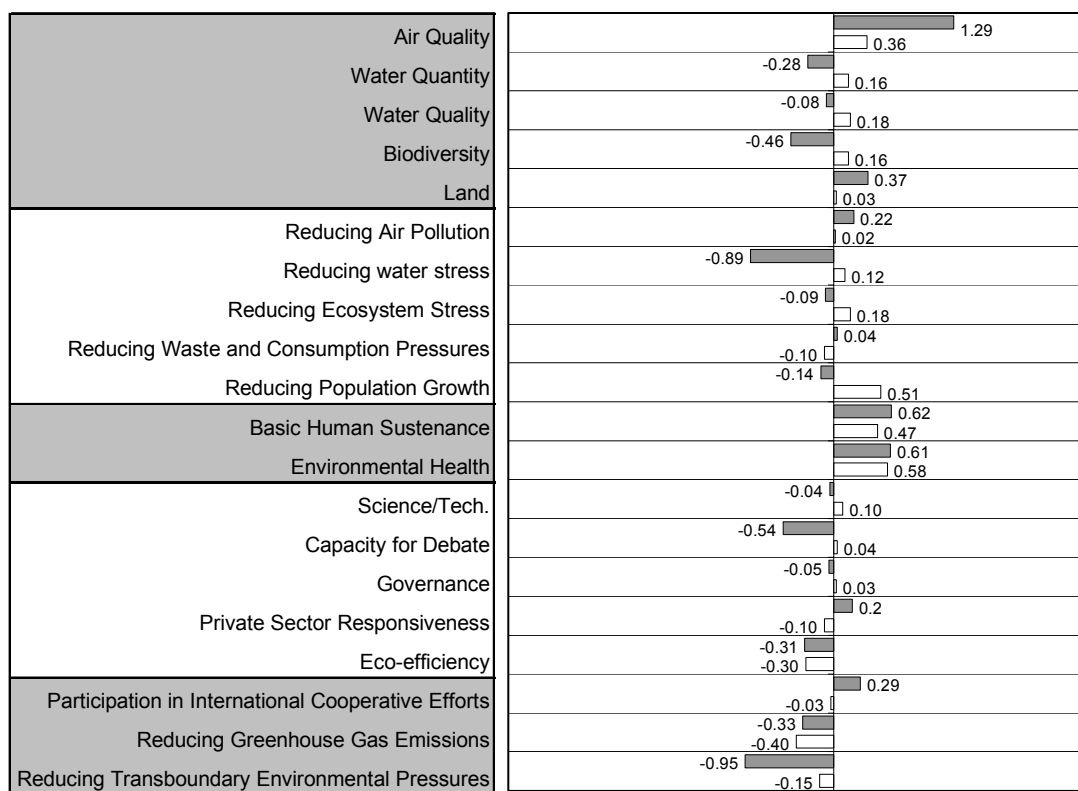 Air Quality
1.29
0.36
Water Quantity
-0.28
0.16
Water Quality
-0.08
0.18
Biodiversity
-0.46
0.16
Land
0.37
0.03
Reducing Air Pollution
0.22
0.02
Reducing water stress
-0.89
0.12
Reducing Ecosystem Stress
-0.09
0.18
Reducing Waste and Consumption Pressures
0.04
-0.10
Reducing Population Growth
-0.14
0.51
Basic Human Sustenance
0.62
0.47
Environmental Health
0.61
0.58
Science/Tech.
-0.04
0.10
Capacity for Debate
-0.54
0.04
Governance
-0.05
0.03
Private Sector Responsiveness
0.2
-0.10
Eco-efficiency
-0.31
-0.30
Participation in International Cooperative Efforts
0.29
-0.03
Reducing Greenhouse Gas Emissions
-0.33
-0.40
Reducing Transboundary Environmental Pressures
-0.95
-0.15